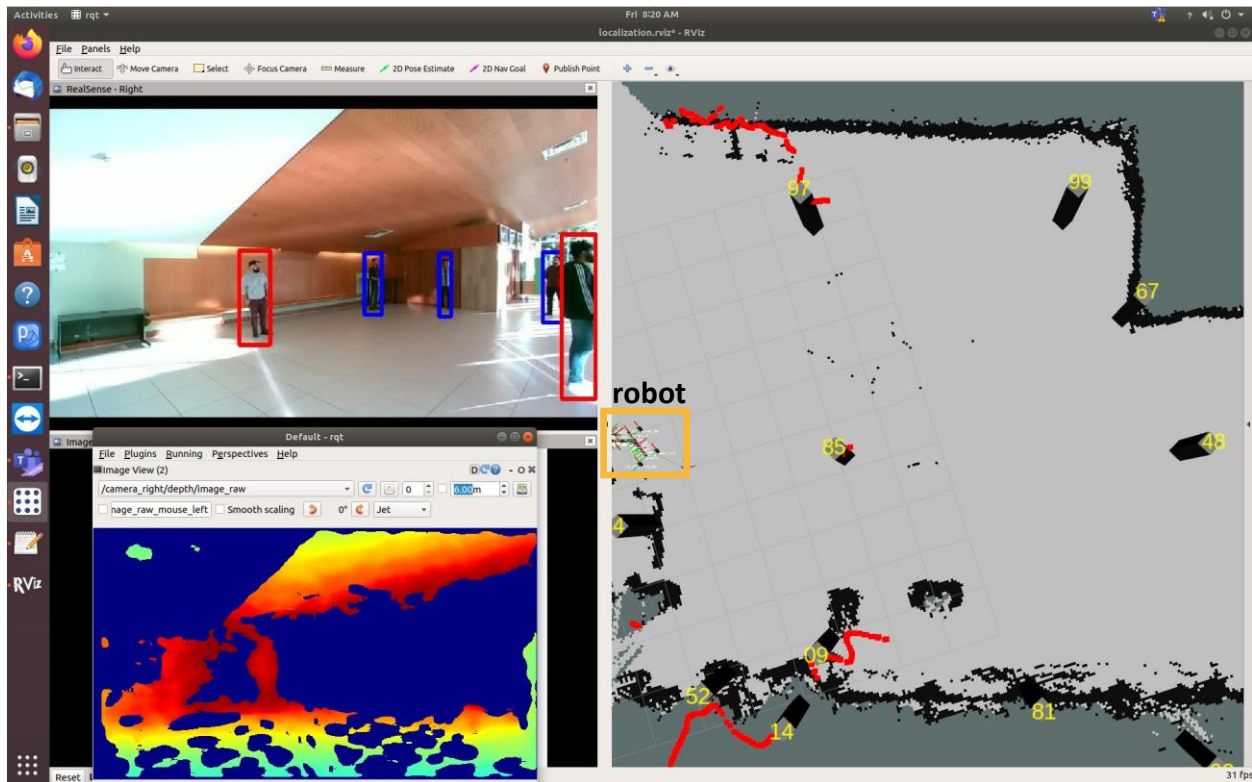 Activities rqt Fri 8:20 AM
localization.rviz* - RViz
File Panels Help
Interact Move Camera Select Focus Camera Measure 2D Pose Estimate 2D Nav Goal Publish Point
RealSense - Right
97
99
67
robot
85
48
Image
Default - rqt
File Plugins Running Perspectives Help
Image View (2)
D - O
/camera_right/depth/image_raw 0 6.00m
nage_raw_mouse_left Smooth scaling 0° Jet
4
09
52
14
81
RViz
Reset
31 fps